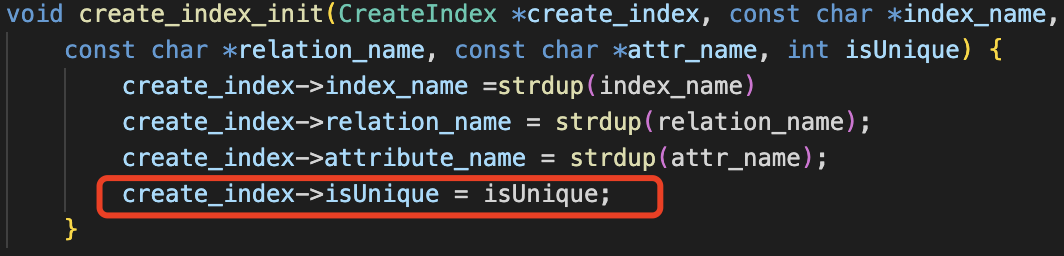 void create_index_init(CreateIndex *create_index, const char *index_name,
const char *relation_name, const char *attr_name, int isUnique) {
create_index->index_name =strdup(index_name)
create_index->relation_name = strdup(relation_name);
create_index->attribute_name = strdup(attr_name);
create_index->isUnique = isUnique;
}